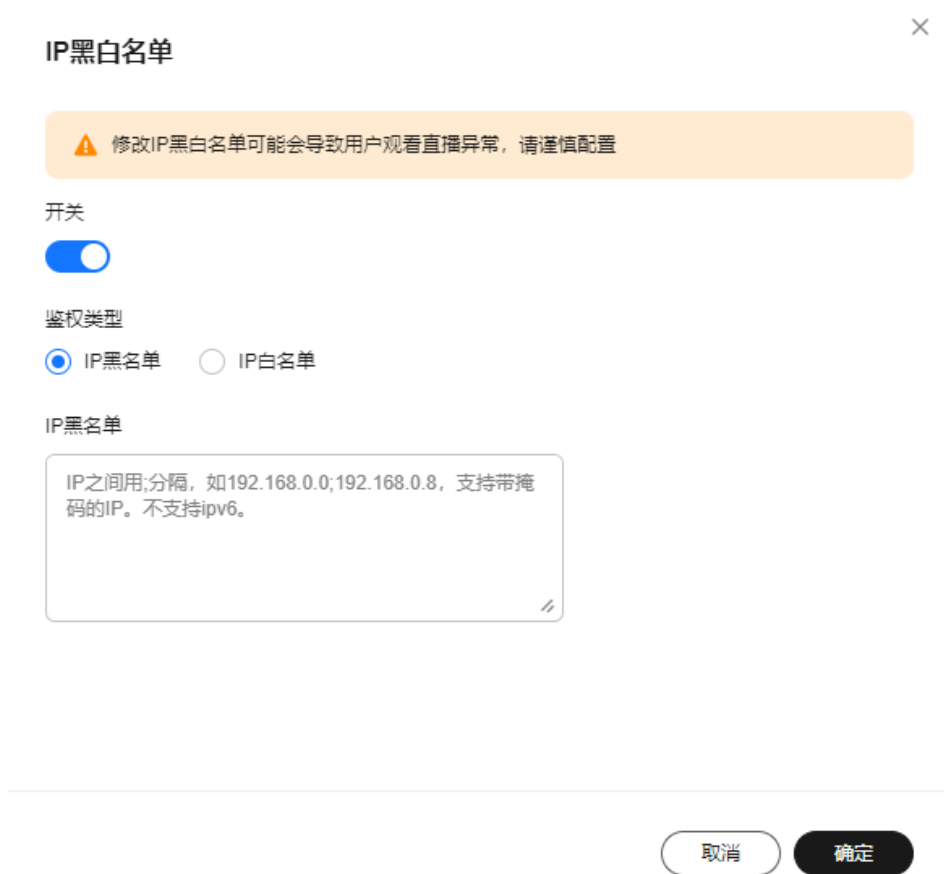 IP黑白名单
修改IP黑白名单可能会导致用户观看直播异常，请谨慎配置
开关
鉴权类型
IP黑名单 IP白名单
IP黑名单
IP之间用;分隔，如192.168.0.0;192.168.0.8，支持带掩
码的IP。不支持ipv6。
取消 确定